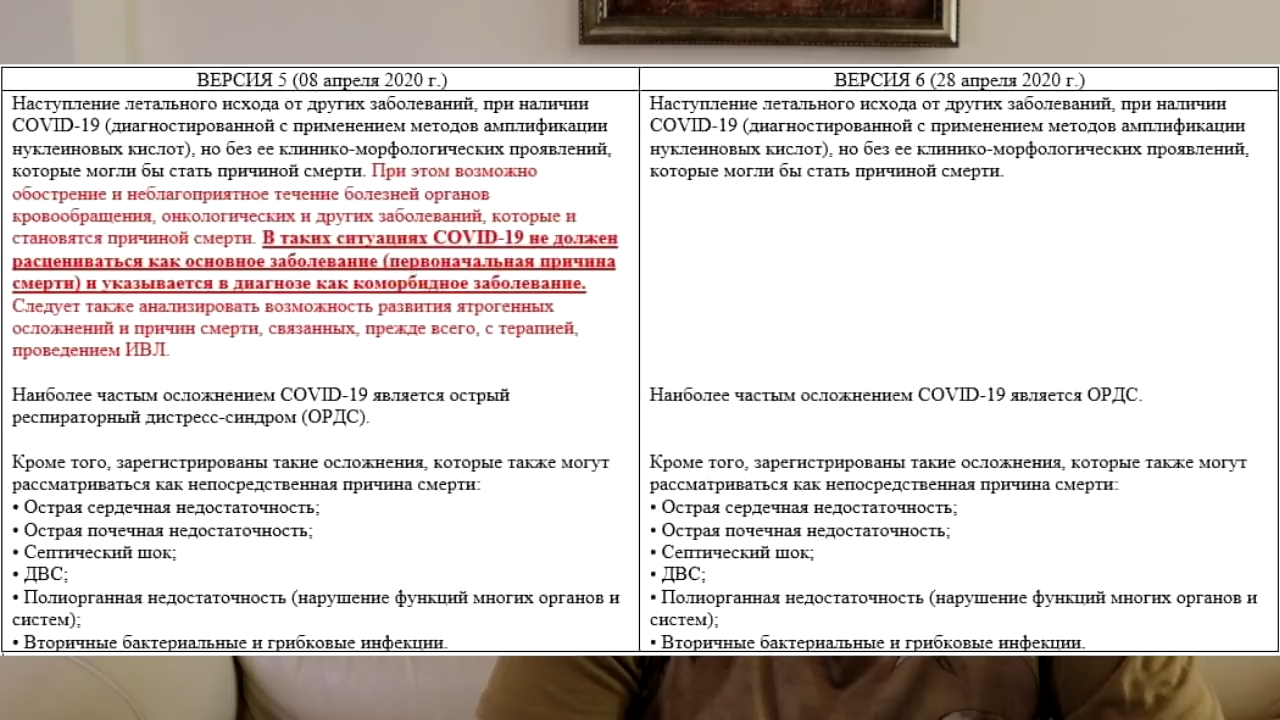 ВЕРСИЯ 5 (08 апреля 2020 г.)
Наступление летального исхода от других заболеваний, при наличии
COVID-19 (диагностированной с применением методов амплификации
нуклеиновых кислот), но без ее клинико-морфологических проявлений,
которые могли бы стать причиной смерти. При этом возможно
обострение и неблагоприятное течение болезней органов
кровообращения, онкологических и других заболеваний, которые и
становятся причиной смерти. В таких ситуациях COVID-19 не должен
расцениваться как основное заболевание (первоначальная причина
смерти) и указывается в диагнозе как коморбидное заболевание.
Следует также анализировать возможность развития ятрогенных
осложнений и причин смерти, связанных, прежде всего, с терапией,
проведением ИВЛ.
Наиболее частым осложнением COVID-19 является острый
респираторный дистресс-синдром (ОРДС).
Кроме того, зарегистрированы такие осложнения, которые также могут
рассматриваться как непосредственная причина смерти:
• Острая сердечная недостаточность;
• Острая почечная недостаточность;
• Септический шок;
• ДВС;
• Полиорганная недостаточность (нарушение функций многих органов и
систем);
• Вторичные бактериальные и грибковые инфекции.
ВЕРСИЯ 6 (28 апреля 2020 г.)
Наступление летального исхода от других заболеваний, при наличии
COVID-19 (диагностированной с применением методов амплификации
нуклеиновых кислот), но без ее клинико-морфологических проявлений,
которые могли бы стать причиной смерти.
Наиболее частым осложнением COVID-19 является ОРДС.
Кроме того, зарегистрированы такие осложнения, которые также могут
рассматриваться как непосредственная причина смерти:
• Острая сердечная недостаточность;
• Острая почечная недостаточность;
• Септический шок;
• ДВС;
• Полиорганная недостаточность (нарушение функций многих органов и
систем);
• Вторичные бактериальные и грибковые инфекции.